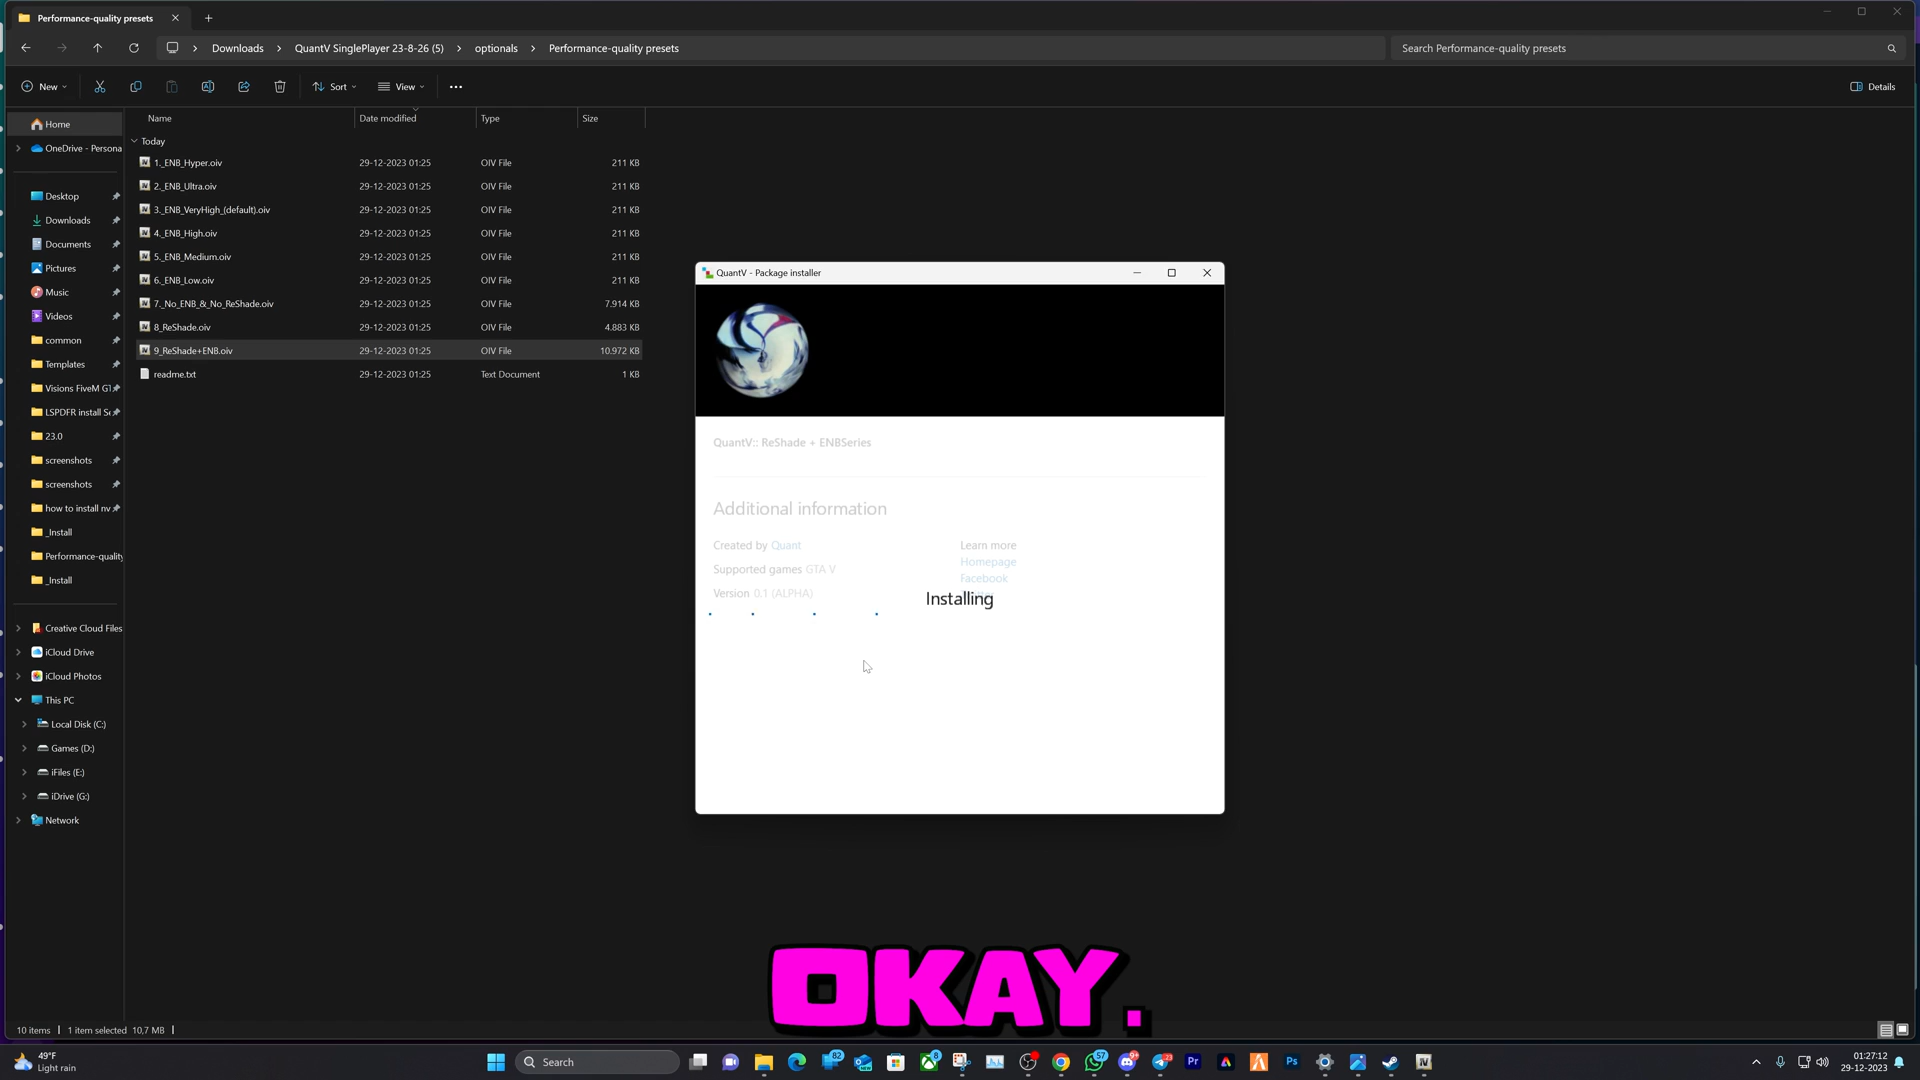 Performance-quality presets
Downloads > QuantV SinglePlayer 23-8-26 (5) > optionals > Performance-quality presets
Search Performance-quality presets
New
Sort
View
Details
Name Date modified Type Size
Today
1._ENB_Hyper.oiv 29-12-2023 01:25 OIV File 211 KB
2._ENB_Ultra.oiv 29-12-2023 01:25 OIV File 211 KB
3._ENB_VeryHigh_(default).oiv 29-12-2023 01:25 OIV File 211 KB
4._ENB_High.oiv 29-12-2023 01:25 OIV File 211 KB
5._ENB_Medium.oiv 29-12-2023 01:25 OIV File 211 KB
6._ENB_Low.oiv 29-12-2023 01:25 OIV File 211 KB
7._No_ENB_&_No_ReShade.oiv 29-12-2023 01:25 OIV File 7.914 KB
8_ReShade.oiv 29-12-2023 01:25 OIV File 4.883 KB
9_ReShade+ENB.oiv 29-12-2023 01:25 OIV File 10.972 KB
readme.txt 29-12-2023 01:25 Text Document 1 KB
Home
OneDrive - Persona
Desktop
Downloads
Documents
Pictures
Music
Videos
common
Templates
Visions FiveM GT
LSPDFR install Se
23.0
screenshots
screenshots
how to install nv
_Install
Performance-quality
_Install
Creative Cloud Files
iCloud Drive
iCloud Photos
This PC
Local Disk (C:)
Games (D:)
iFiles (E:)
iDrive (G:)
Network
QuantV - Package installer
QuantV:: ReShade + ENBSeries
Additional information
Created by Quant
Supported games GTA V
Version 0.1 (ALPHA)
Learn more
Homepage
Facebook
Installing
OKAY.
10 items 1 item selected 10,7 MB
49°F
Light rain
Search
82
8
57
9+
23
Pr
Ps
IV
01:27:12
29-12-2023